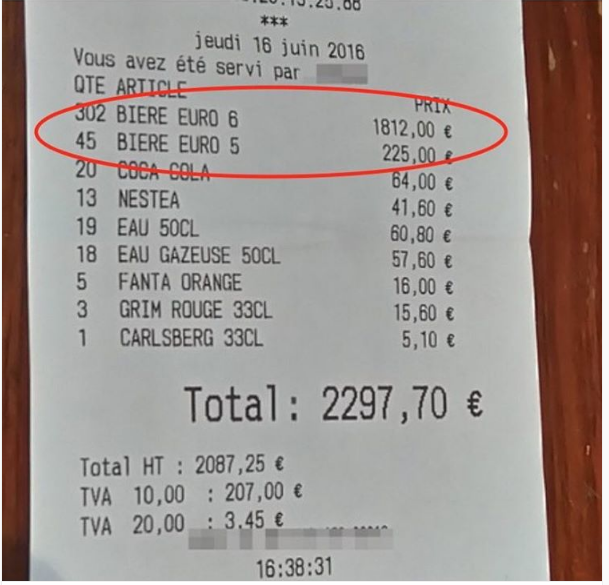 ***
jeudi 16 juin 2016
Vous avez été servi par
QTE ARTICLE PRIX
302 BIERE EURO 6 1812,00 €
45 BIERE EURO 5 225,00 €
20 COCA COLA 64,00 €
13 NESTEA 41,60 €
19 EAU 50CL 60,80 €
18 EAU GAZEUSE 50CL 57,60 €
5 FANTA ORANGE 16,00 €
3 GRIM ROUGE 33CL 15,60 €
1 CARLSBERG 33CL 5,10 €
Total: 2297,70 €
Total HT : 2087,25 €
TVA 10,00 : 207,00 €
TVA 20,00 : 3,45 €
16:38:31